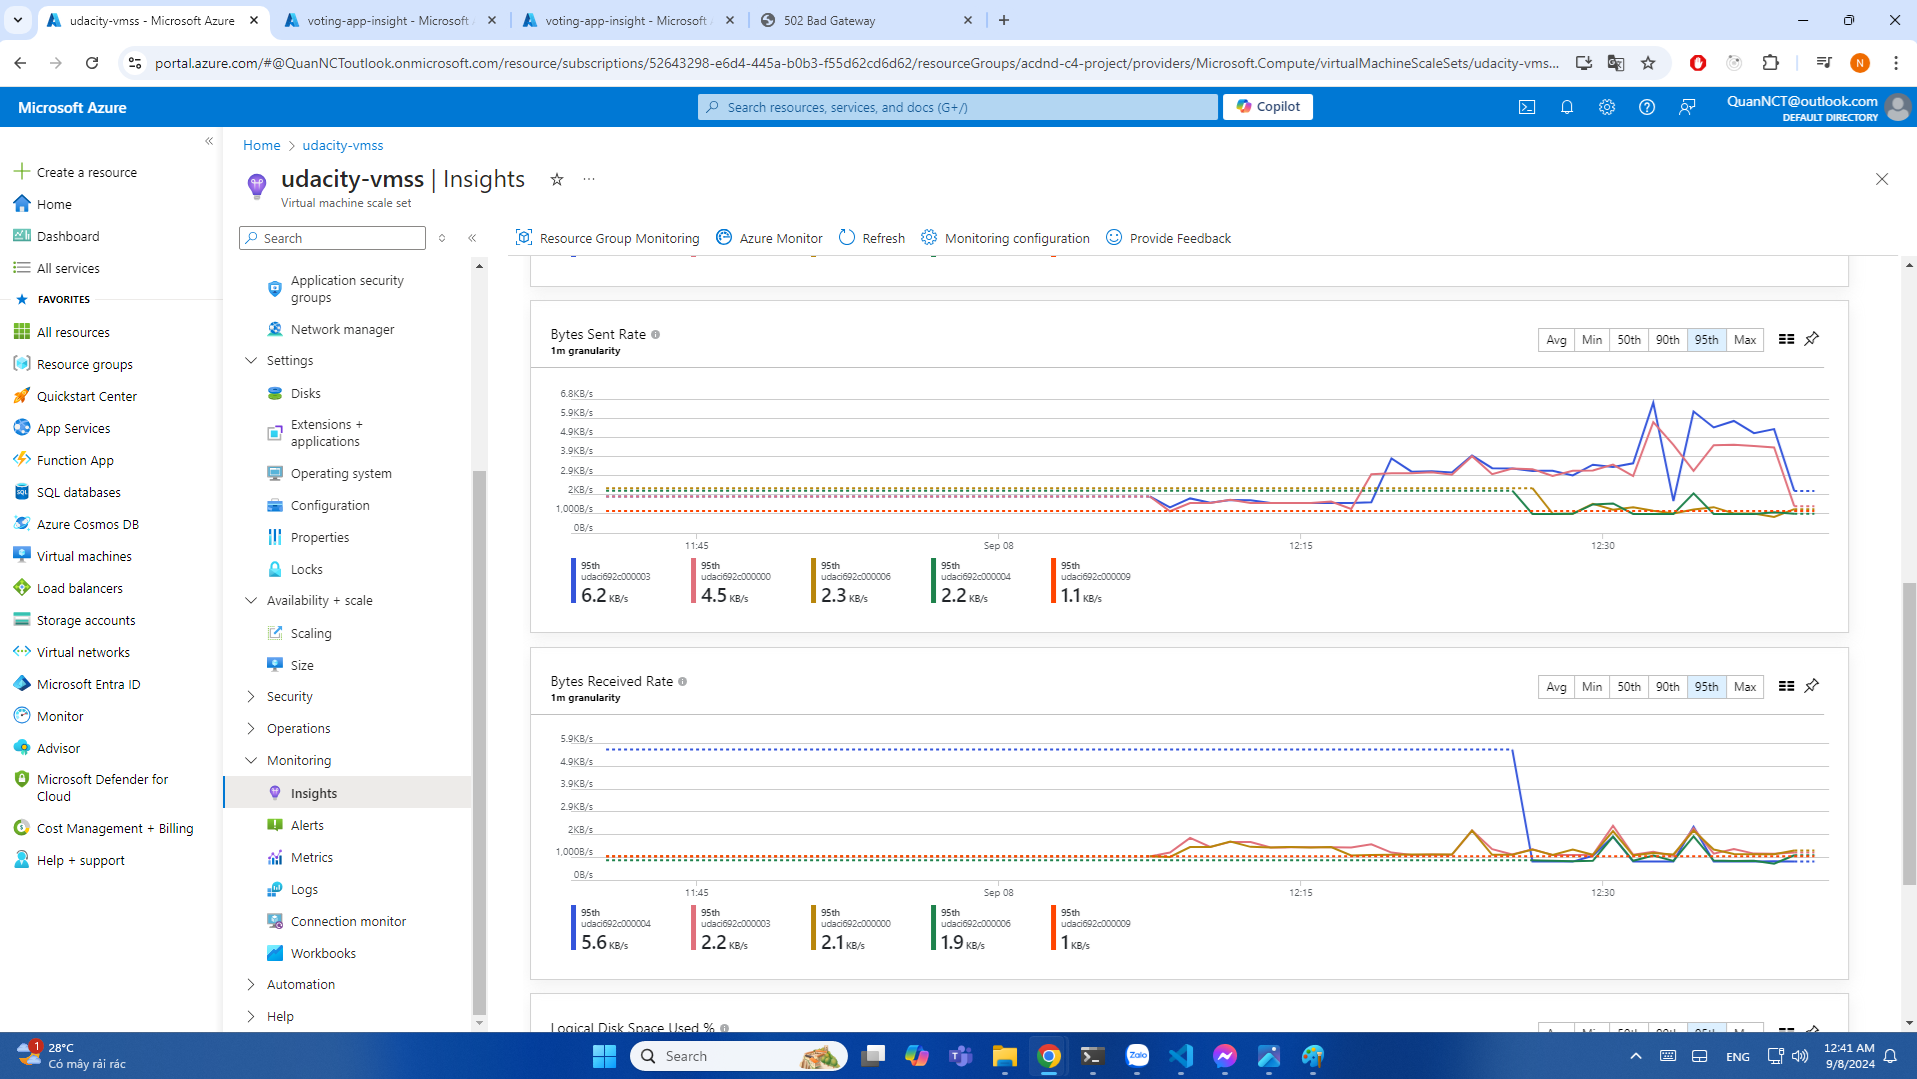 udacity-vmss - Microsoft Azure
voting-app-insight - Microsoft
voting-app-insight - Microsoft
502 Bad Gateway
portal.azure.com/#@QuanNCToutlook.onmicrosoft.com/resource/subscriptions/52643298-e6d4-445a-b0b3-f55d62cd6d62/resourceGroups/acdnd-c4-project/providers/Microsoft.Compute/virtualMachineScaleSets/udacity-vms...
N
Microsoft Azure
Search resources, services, and docs (G+/)
Copilot
QuanNCT@outlook.com
DEFAULT DIRECTORY
Create a resource
Home
Dashboard
All services
FAVORITES
All resources
Resource groups
Quickstart Center
App Services
Function App
SQL databases
Azure Cosmos DB
Virtual machines
Load balancers
Storage accounts
Virtual networks
Microsoft Entra ID
Monitor
Advisor
Microsoft Defender for
Cloud
Cost Management + Billing
Help + support
Home > udacity-vmss
udacity-vmss | Insights
Virtual machine scale set
Search
Application security
groups
Network manager
Settings
Disks
Extensions +
applications
Operating system
Configuration
Properties
Locks
Availability + scale
Scaling
Size
Security
Operations
Monitoring
Insights
Alerts
Metrics
Logs
Connection monitor
Workbooks
Automation
Help
Resource Group Monitoring
Azure Monitor
Refresh
Monitoring configuration
Provide Feedback
Bytes Sent Rate
1m granularity
Avg Min 50th 90th 95th Max
6.8KB/s
5.9KB/s
4.9KB/s
3.9KB/s
2.9KB/s
2KB/s
1,000B/s
0B/s
11:45 Sep 08 12:15 12:30
95th
udaci692c000003
6.2 KB/s
95th
udaci692c000000
4.5 KB/s
95th
udaci692c000006
2.3 KB/s
95th
udaci692c000004
2.2 KB/s
95th
udaci692c000009
1.1 KB/s
Bytes Received Rate
1m granularity
Avg Min 50th 90th 95th Max
5.9KB/s
4.9KB/s
3.9KB/s
2.9KB/s
2KB/s
1,000B/s
0B/s
11:45 Sep 08 12:15 12:30
95th
udaci692c000004
5.6 KB/s
95th
udaci692c000003
2.2 KB/s
95th
udaci692c000000
2.1 KB/s
95th
udaci692c000006
1.9 KB/s
95th
udaci692c000009
1 KB/s
Logical Disk Space Used %
Avg Min 50th 90th 95th Max
1
28°C
Có mây rải rác
Search
Zalo
ENG
12:41 AM
9/8/2024